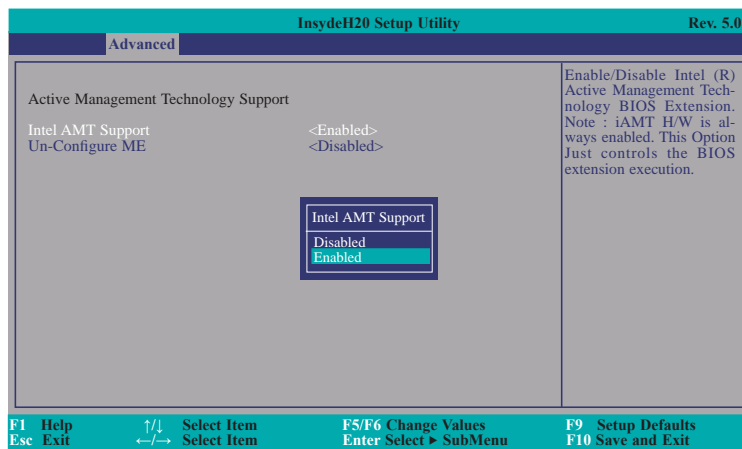 InsydeH20 Setup Utility Rev. 5.0
Advanced
Active Management Technology Support
Intel AMT Support <Enabled>
Un-Configure ME <Disabled>
Intel AMT Support
Disabled
Enabled
Enable/Disable Intel (R)
Active Management Tech-
nology BIOS Extension.
Note : iAMT H/W is al-
ways enabled. This Option
Just controls the BIOS
extension execution.
F1 Help ↑/↓ Select Item F5/F6 Change Values F9 Setup Defaults
Esc Exit ←/→ Select Item Enter Select ▶ SubMenu F10 Save and Exit